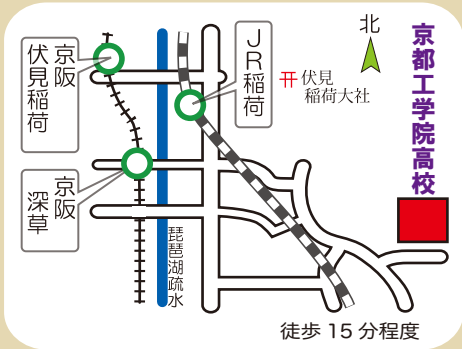 北
京都工学院高校
JR稲荷
京阪
伏見稲荷
伏見
稲荷大社
京阪
深草
琵琶湖疏水
徒歩 15 分程度